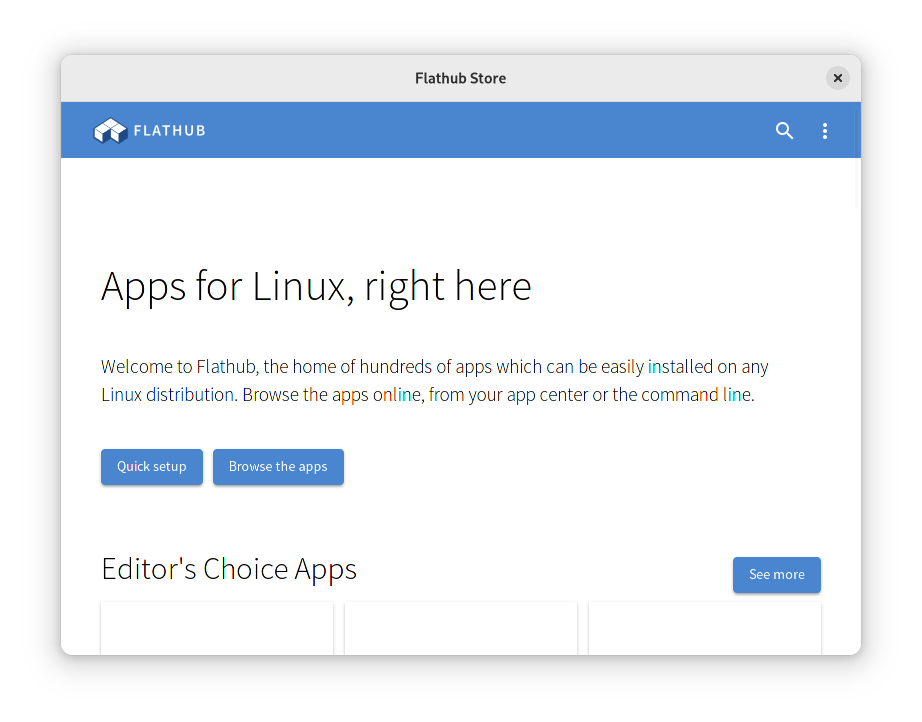 Flathub Store
FLATHUB
Apps for Linux, right here
Welcome to Flathub, the home of hundreds of apps which can be easily installed on any
Linux distribution. Browse the apps online, from your app center or the command line.
Quick setup
Browse the apps
Editor's Choice Apps
See more